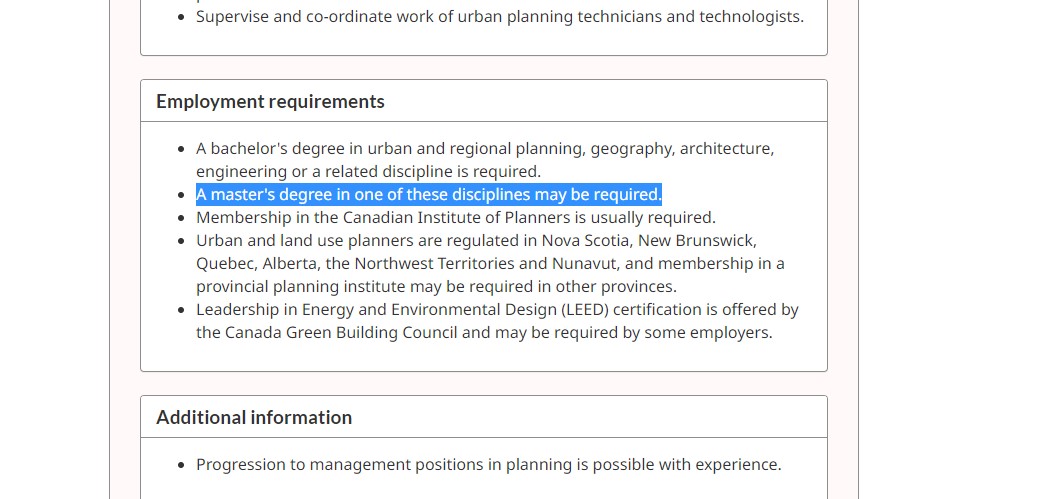 Supervise and co-ordinate work of urban planning technicians and technologists.
Employment requirements
A bachelor's degree in urban and regional planning, geography, architecture,
engineering or a related discipline is required.
A master's degree in one of these disciplines may be required.
Membership in the Canadian Institute of Planners is usually required.
Urban and land use planners are regulated in Nova Scotia, New Brunswick,
Quebec, Alberta, the Northwest Territories and Nunavut, and membership in a
provincial planning institute may be required in other provinces.
Leadership in Energy and Environmental Design (LEED) certification is offered by
the Canada Green Building Council and may be required by some employers.
Additional information
Progression to management positions in planning is possible with experience.